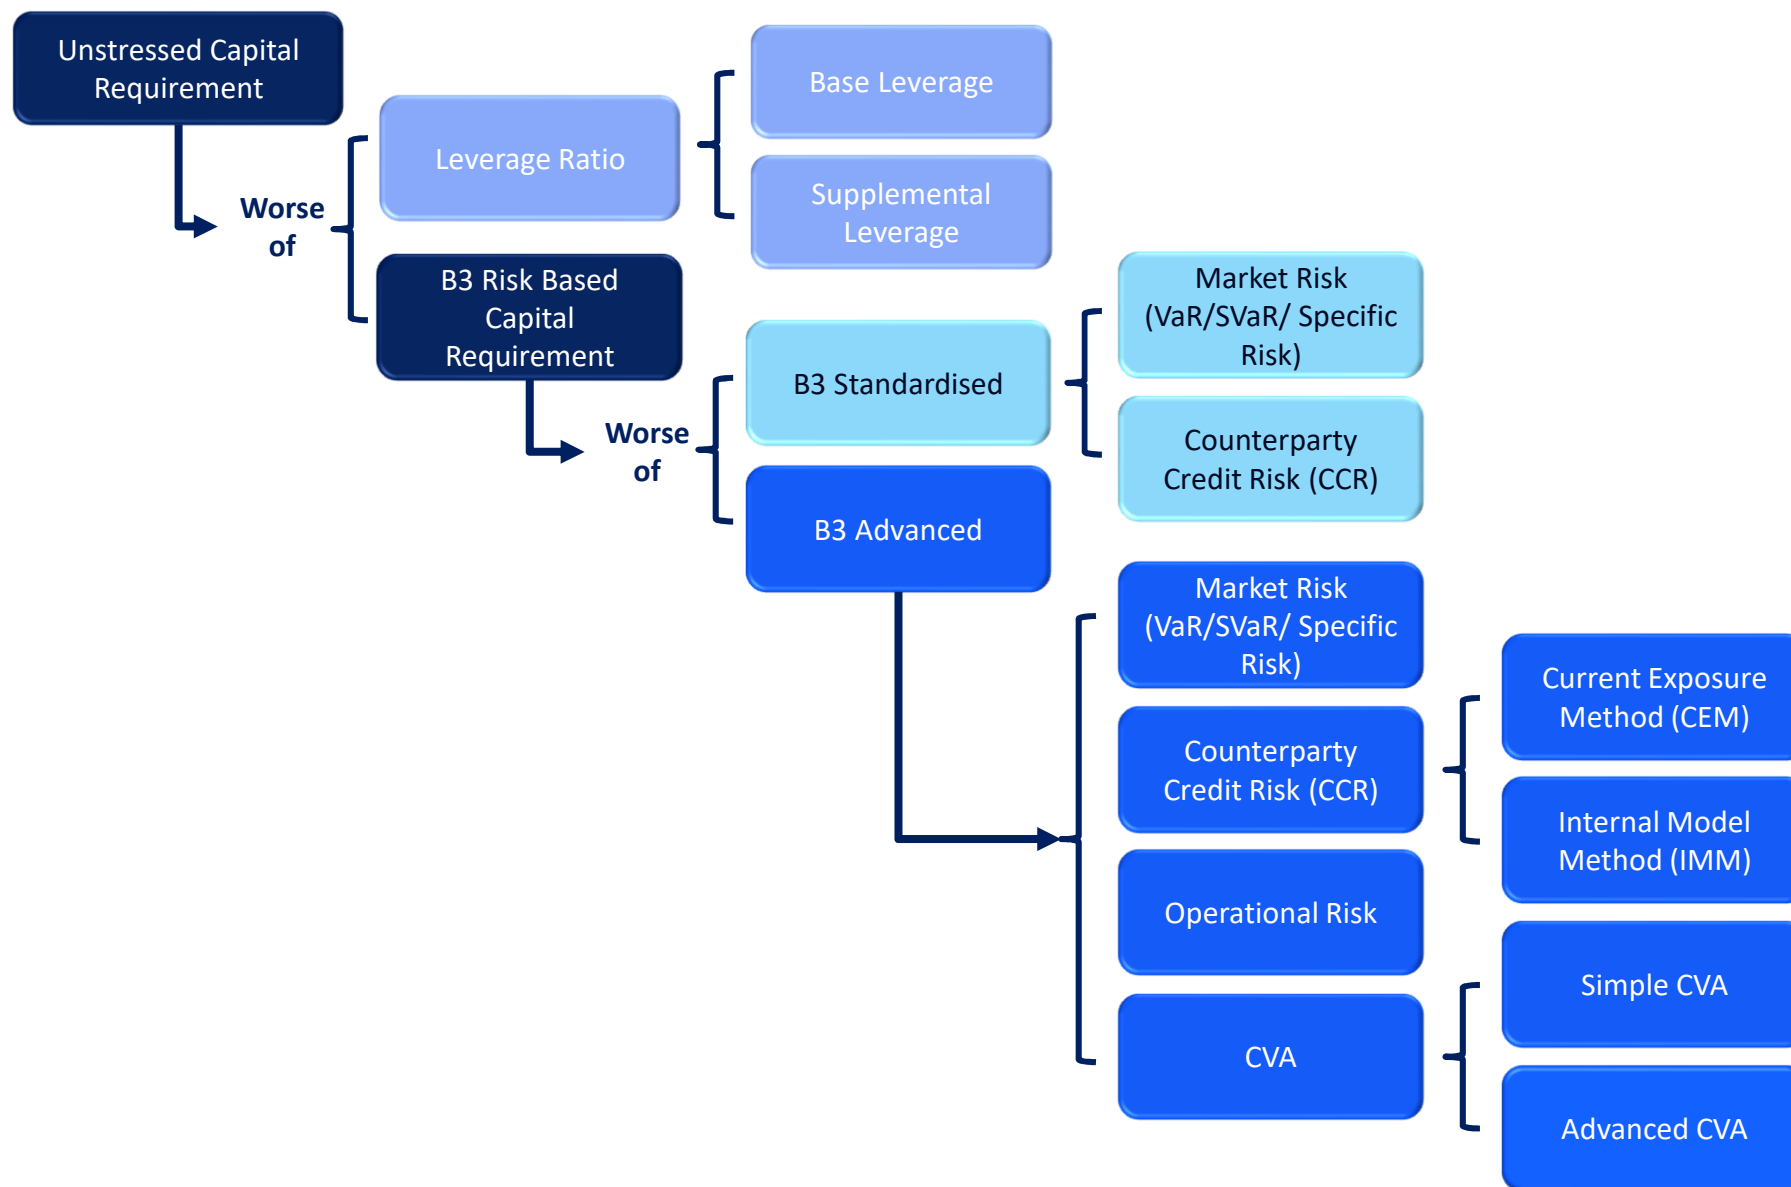 Unstressed Capital
Requirement
Worse
of
Leverage Ratio
Base Leverage
Supplemental
Leverage
B3 Risk Based
Capital
Requirement
Worse
of
B3 Standardised
Market Risk
(VaR/SVaR/ Specific
Risk)
Counterparty
Credit Risk (CCR)
B3 Advanced
Market Risk
(VaR/SVaR/ Specific
Risk)
Counterparty
Credit Risk (CCR)
Current Exposure
Method (CEM)
Internal Model
Method (IMM)
Operational Risk
CVA
Simple CVA
Advanced CVA